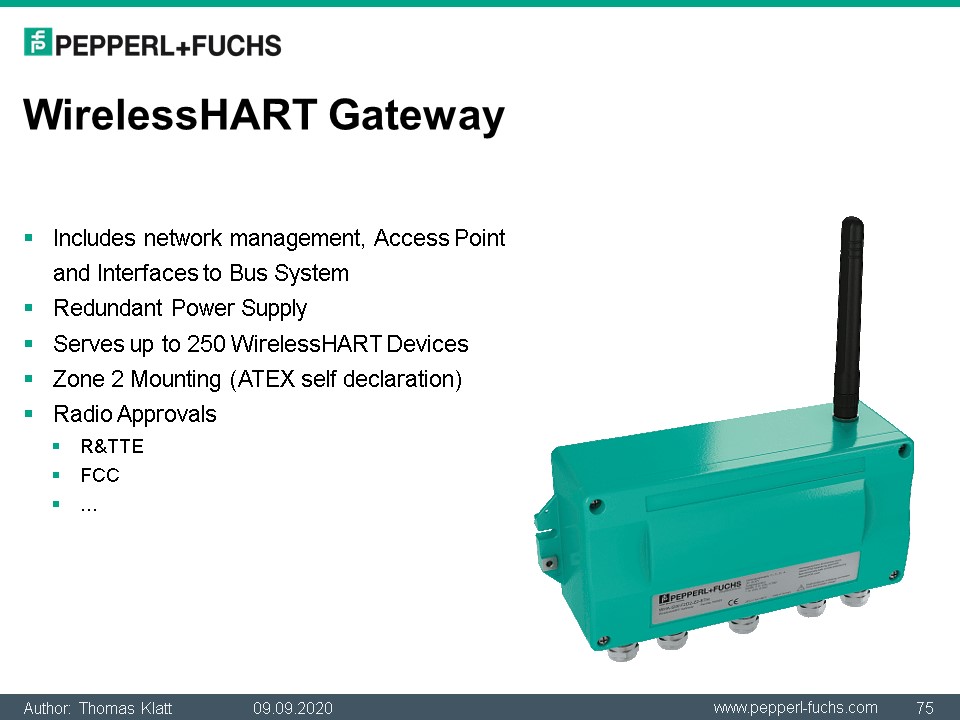 PEPPERL+FUCHS
WirelessHART Gateway
Includes network management, Access Point
and Interfaces to Bus System
Redundant Power Supply
Serves up to 250 WirelessHART Devices
Zone 2 Mounting (ATEX self declaration)
Radio Approvals
R&TTE
FCC
...
PEPPERL+FUCHS
CE
Author: Thomas Klatt 09.09.2020 www.pepperl-fuchs.com 75